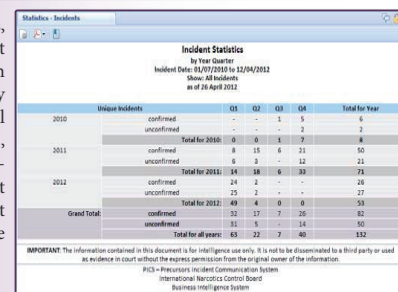 Statistics - Incidents
Incident Statistics
by Year Quarter
Incident Date: 01/07/2010 to 12/04/2012
Show: All Incidents
as of 26 April 2012
Unique Incidents Q1 Q2 Q3 Q4 Total for Year
2010 confirmed - - 1 5 6
unconfirmed - - - 2 2
Total for 2010: 0 0 1 7 8
2011 confirmed 8 15 6 21 50
unconfirmed 6 3 - 12 21
Total for 2011: 14 18 6 33 71
2012 confirmed 24 2 - - 26
unconfirmed 25 2 - - 27
Total for 2012: 49 4 0 0 53
Grand Total: confirmed 32 17 7 26 82
unconfirmed 31 5 - 14 50
Total for all years: 63 22 7 40 132
IMPORTANT: The information contained in this document is for intelligence use only. It is not to be disseminated to a third party or used
as evidence in court without the express permission from the original owner of the information.
PICS – Precursors Incident Communication System
International Narcotics Control Board
Business Intelligence System